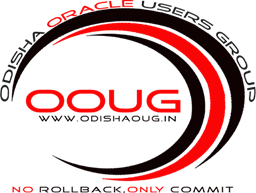 ODISHA ORACLE USERS GROUP
OOUG
WWW.ODISHAOUG.IN
NO ROLLBACK,ONLY COMMIT